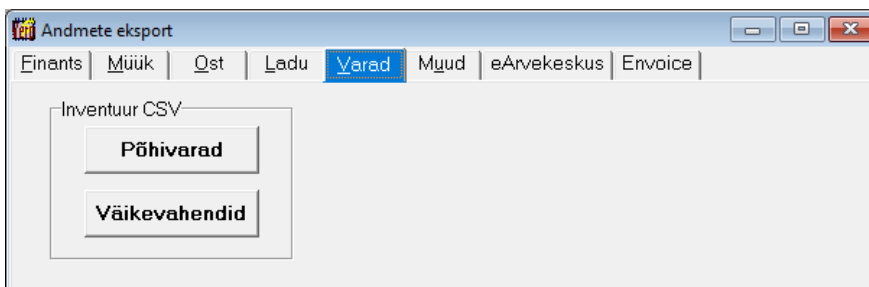 Andmete eksport
Finants Müük Ost Ladu Varad Muud eArvekeskus Envoice
Inventuur CSV
Põhivarad
Väikevahendid